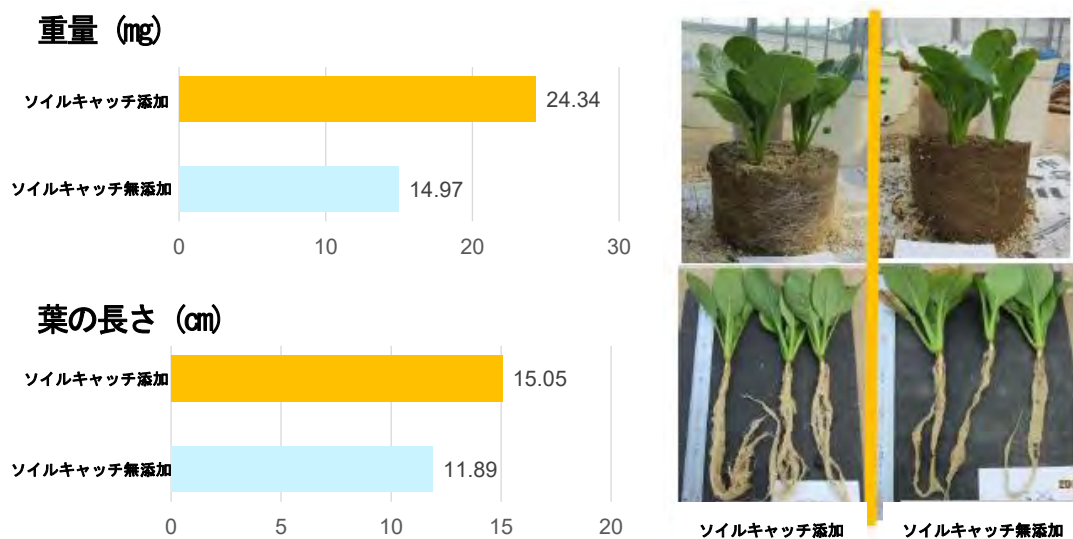 重量 (mg)
ソイルキャッチ添加
24.34
ソイルキャッチ無添加
14.97
0 10 20 30
葉の長さ (cm)
ソイルキャッチ添加
15.05
ソイルキャッチ無添加
11.89
0 5 10 15 20
ソイルキャッチ添加 ソイルキャッチ無添加